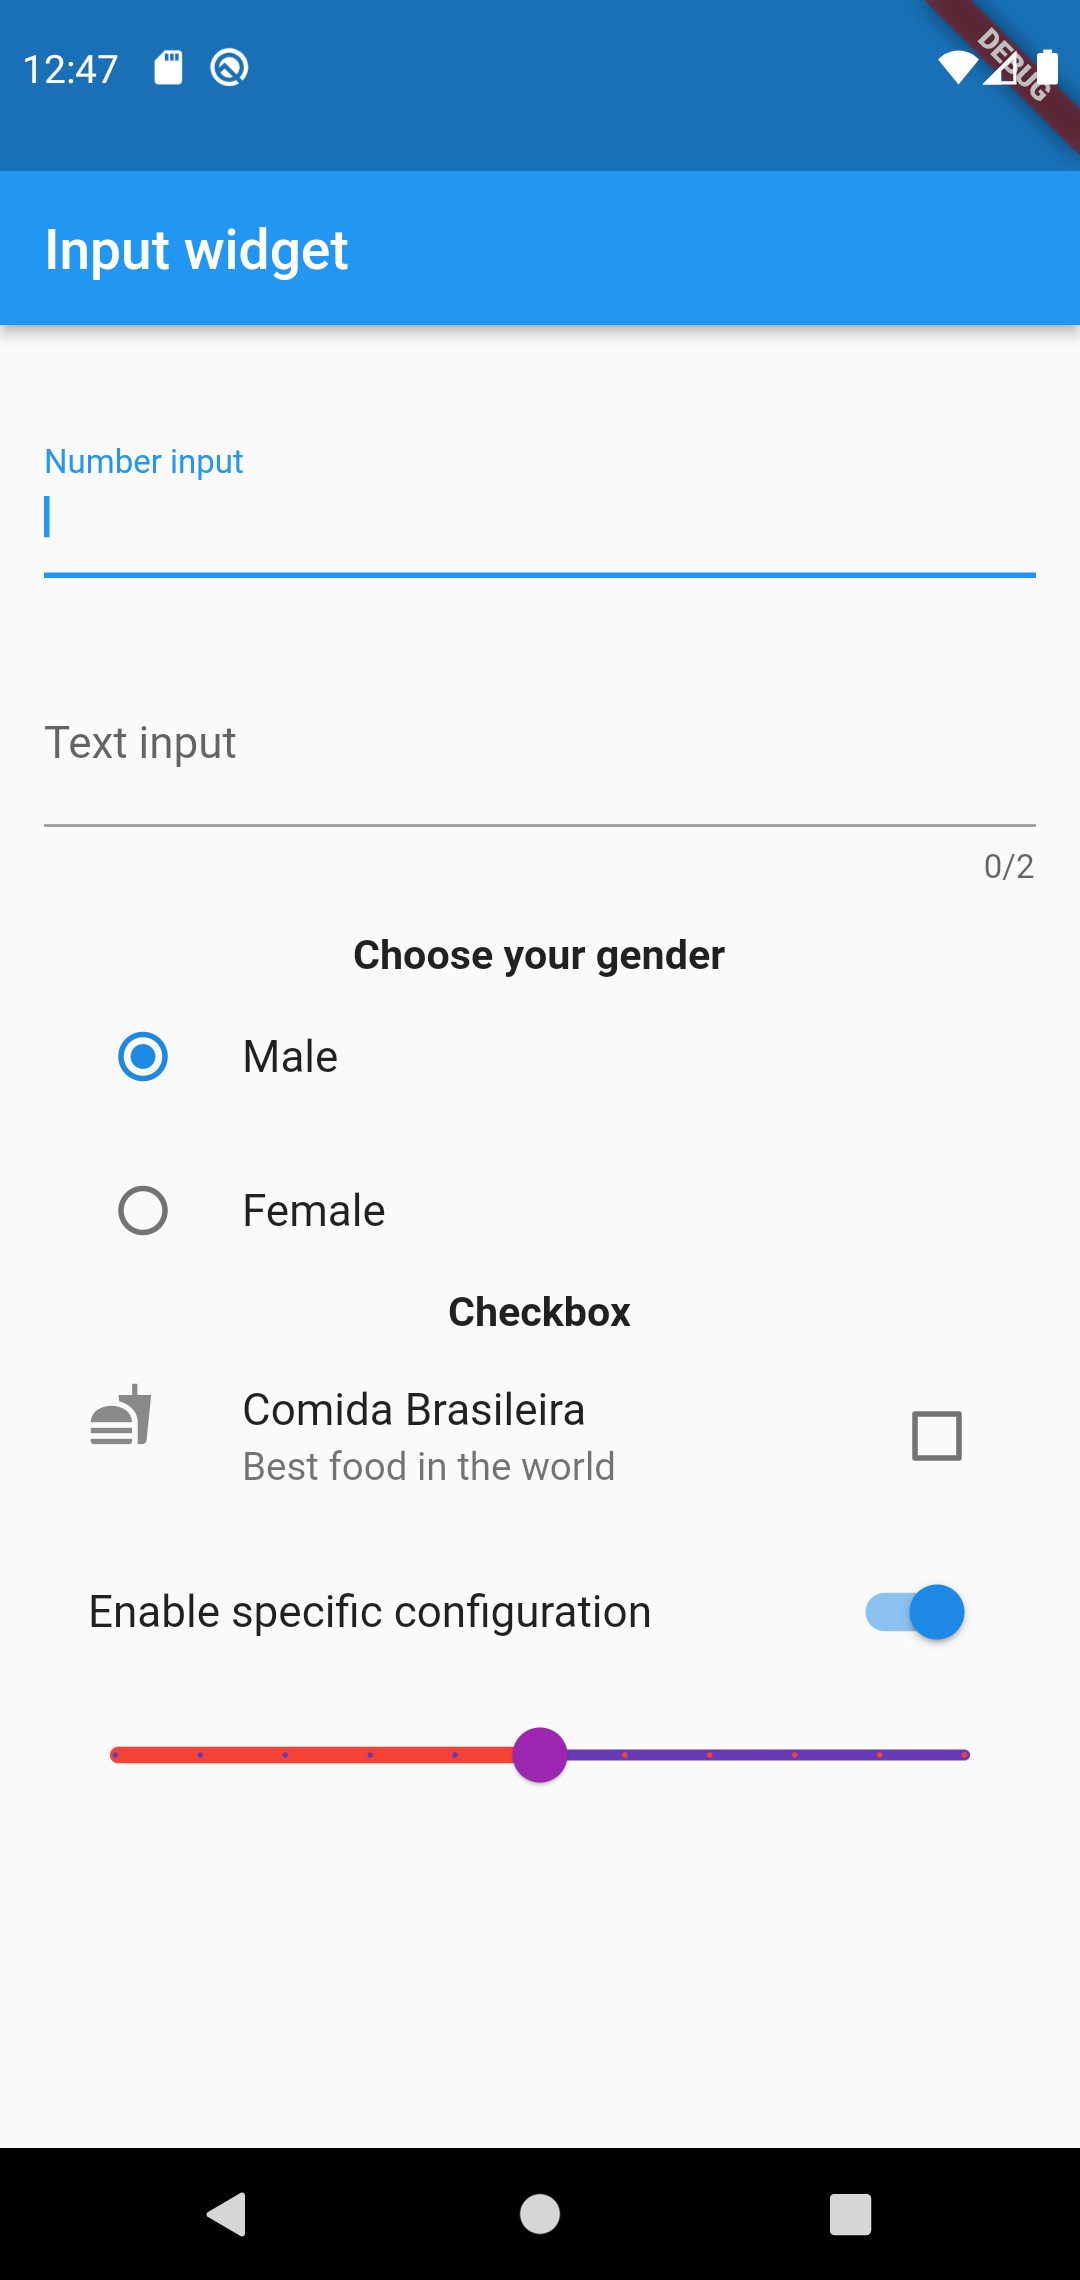 12:47
DEBUG
Input widget
Number input
Text input
0/2
Choose your gender
Male
Female
Checkbox
Comida Brasileira
Best food in the world
Enable specific configuration